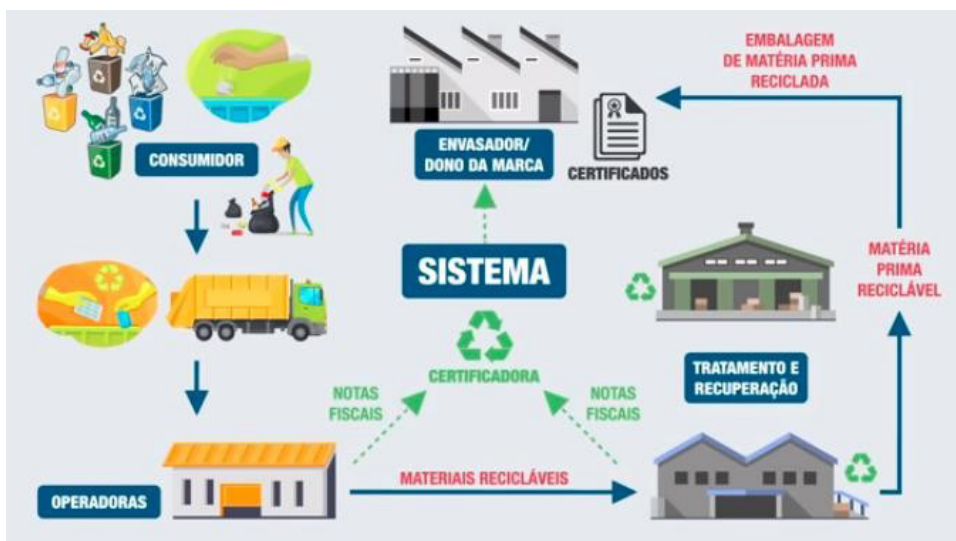 CONSUMIDOR
ENVASADOR/
DONO DA MARCA
CERTIFICADOS
EMBALAGEM
DE MATÉRIA PRIMA
RECICLADA
SISTEMA
MATÉRIA
PRIMA
RECICLÁVEL
CERTIFICADORA
TRATAMENTO E
RECUPERAÇÃO
NOTAS
FISCAIS
NOTAS
FISCAIS
MATERIAIS RECICLÁVEIS
OPERADORAS